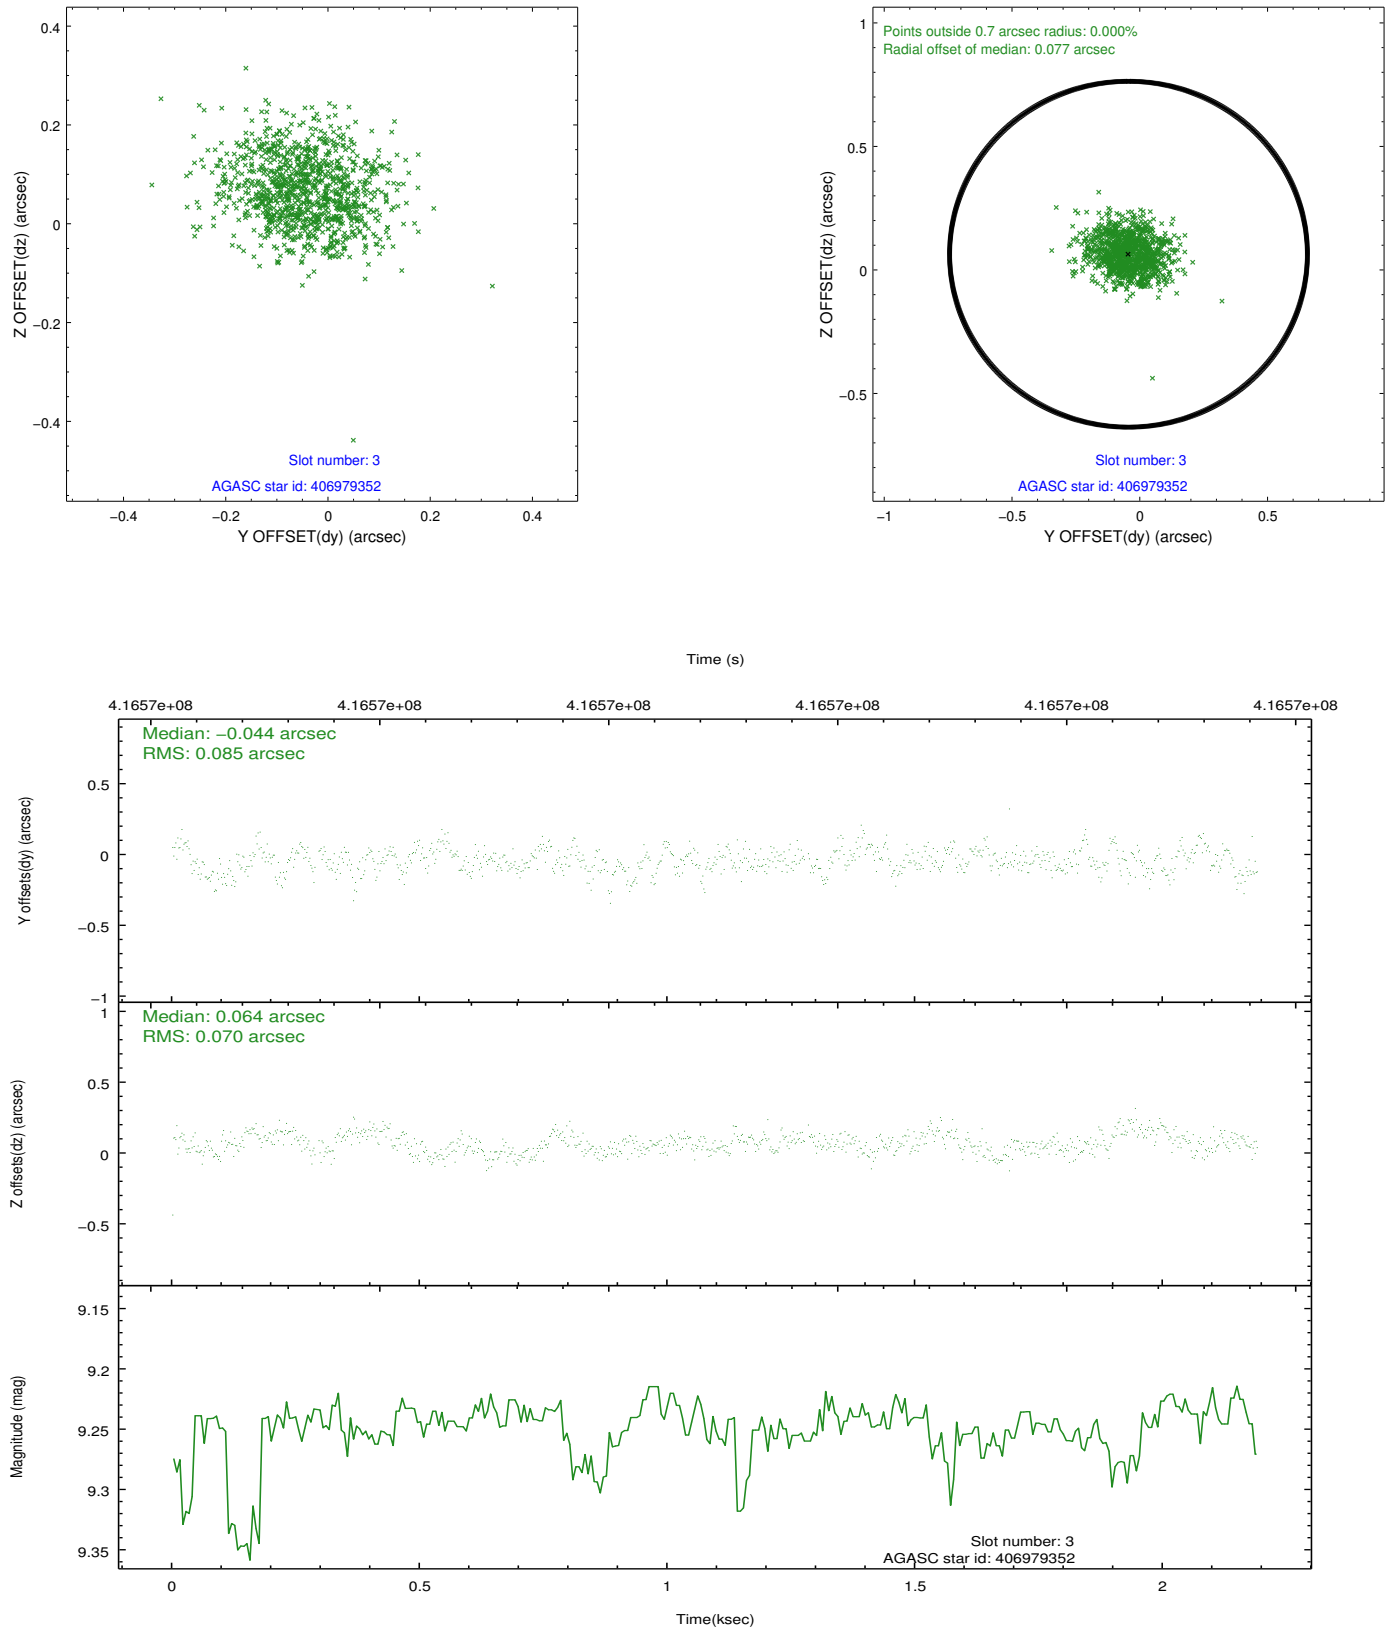 0.4
0.2
0
−0.2
−0.4
Z OFFSET(dz) (arcsec)
Slot number: 3
AGASC star id: 406979352
−0.4 −0.2 0 0.2 0.4
Y OFFSET(dy) (arcsec)
Points outside 0.7 arcsec radius: 0.000%
Radial offset of median: 0.077 arcsec
1
0.5
0
−0.5
Z OFFSET(dz) (arcsec)
Slot number: 3
AGASC star id: 406979352
−1 −0.5 0 0.5
Y OFFSET(dy) (arcsec)
Time (s)
4.1657e+08 4.1657e+08 4.1657e+08 4.1657e+08 4.1657e+08 4.1657e+08
Median: −0.044 arcsec
RMS: 0.085 arcsec
0.5
0
−0.5
−1
Y offsets(dy) (arcsec)
Median: 0.064 arcsec
RMS: 0.070 arcsec
1
0.5
0
−0.5
Z offsets(dz) (arcsec)
9.15
9.2
9.25
9.3
9.35
Magnitude (mag)
Slot number: 3
AGASC star id: 406979352
0 0.5 1 1.5 2
Time(ksec)